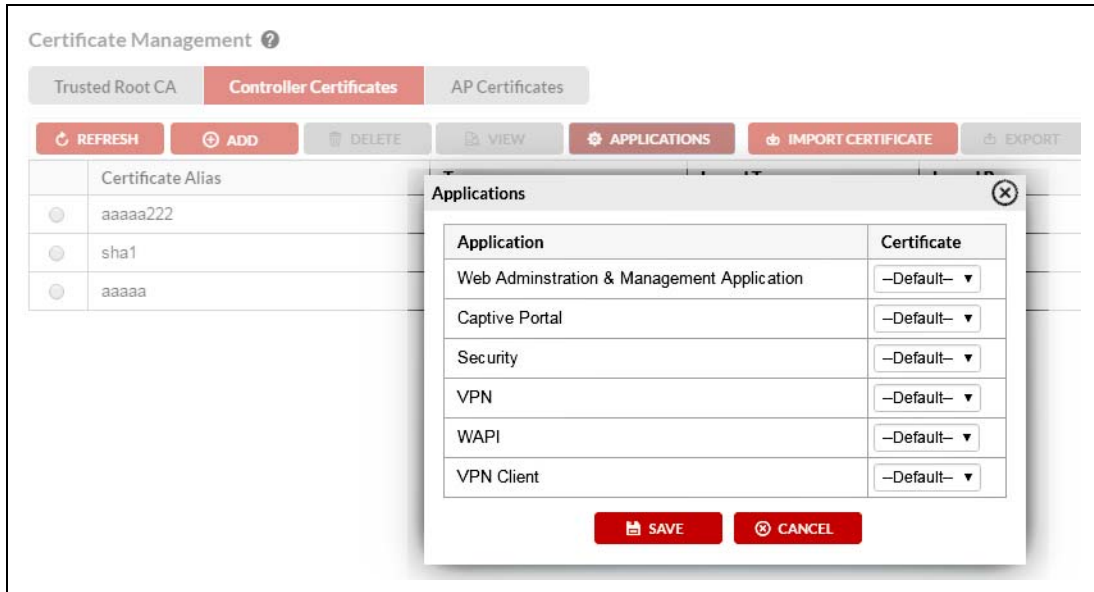 Certificate Management
Trusted Root CA Controller Certificates AP Certificates
REFRESH ADD DELETE VIEW APPLICATIONS IMPORT CERTIFICATE EXPORT
Certificate Alias
aaaaa222
sha1
aaaaa
Applications
Application Certificate
Web Adminstration & Management Application --Default--
Captive Portal --Default--
Security --Default--
VPN --Default--
WAPI --Default--
VPN Client --Default--
SAVE CANCEL